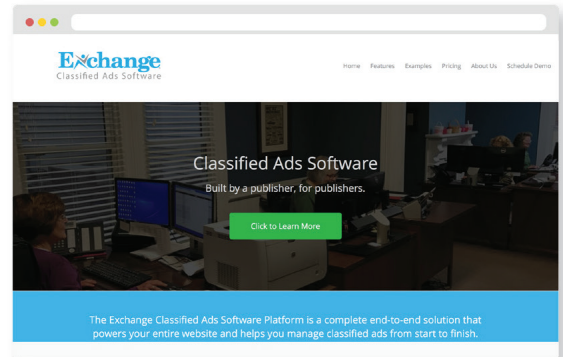 Exchange
Classified Ads Software
Home Features Examples Pricing About Us Schedule Demo
Classified Ads Software
Built by a publisher, for publishers.
Click to Learn More
The Exchange Classified Ads Software Platform is a complete end-to-end solution that
powers your entire website and helps you manage classified ads from start to finish.